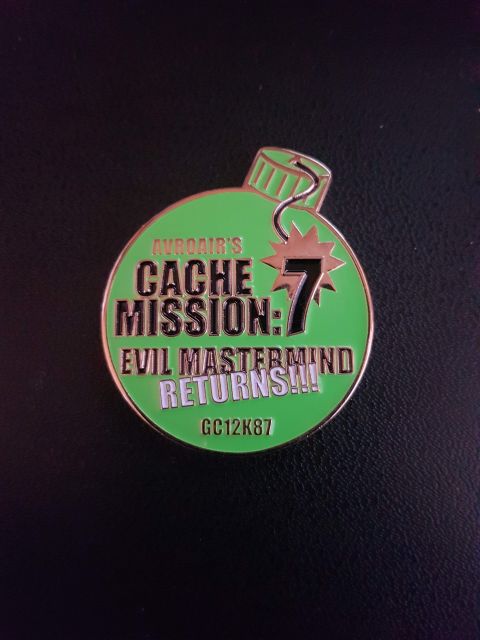 AVROAIR'S
CACHE
MISSION: 7
EVIL MASTERMIND
RETURNS!!!
GC12K87